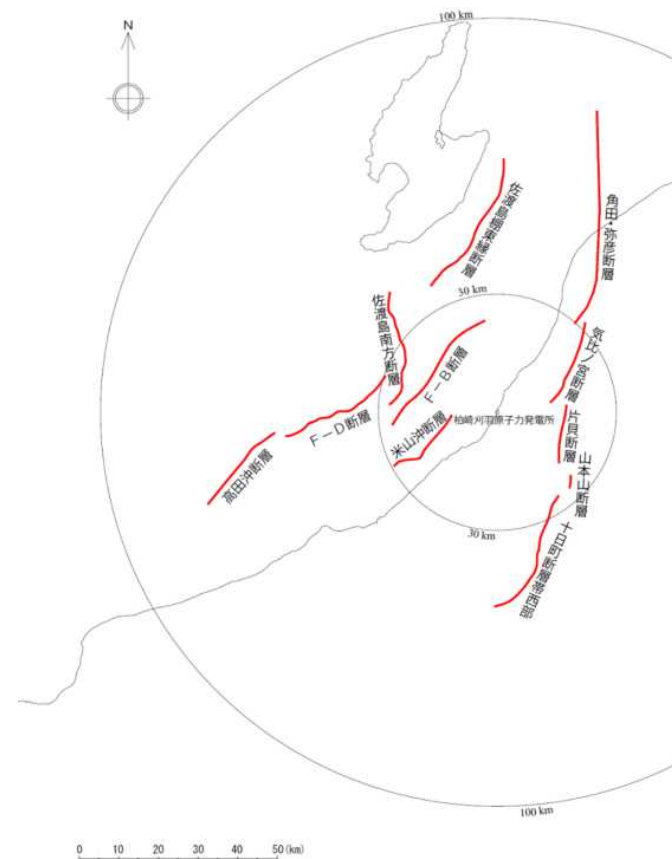 100 km
N
佐渡島棚東縁断層
角田・弥彦断層
30 km
佐渡島南方断層
F－B断層
気比ノ宮断層
F－D断層
米山沖断層
柏崎刈羽原子力発電所
片貝断層
高田沖断層
山本山断層
30 km
十日町断層帯西部
100 km
0 10 20 30 40 50(km)